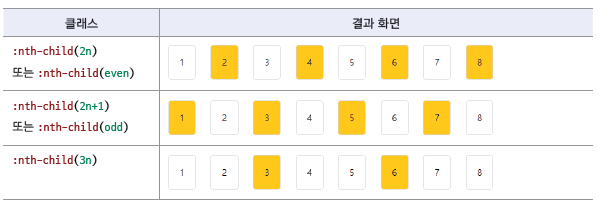 클래스 결과 화면
:nth-child(2n)
또는 :nth-child(even)
1 2 3 4 5 6 7 8
:nth-child(2n+1)
또는 :nth-child(odd)
1 2 3 4 5 6 7 8
:nth-child(3n)
1 2 3 4 5 6 7 8